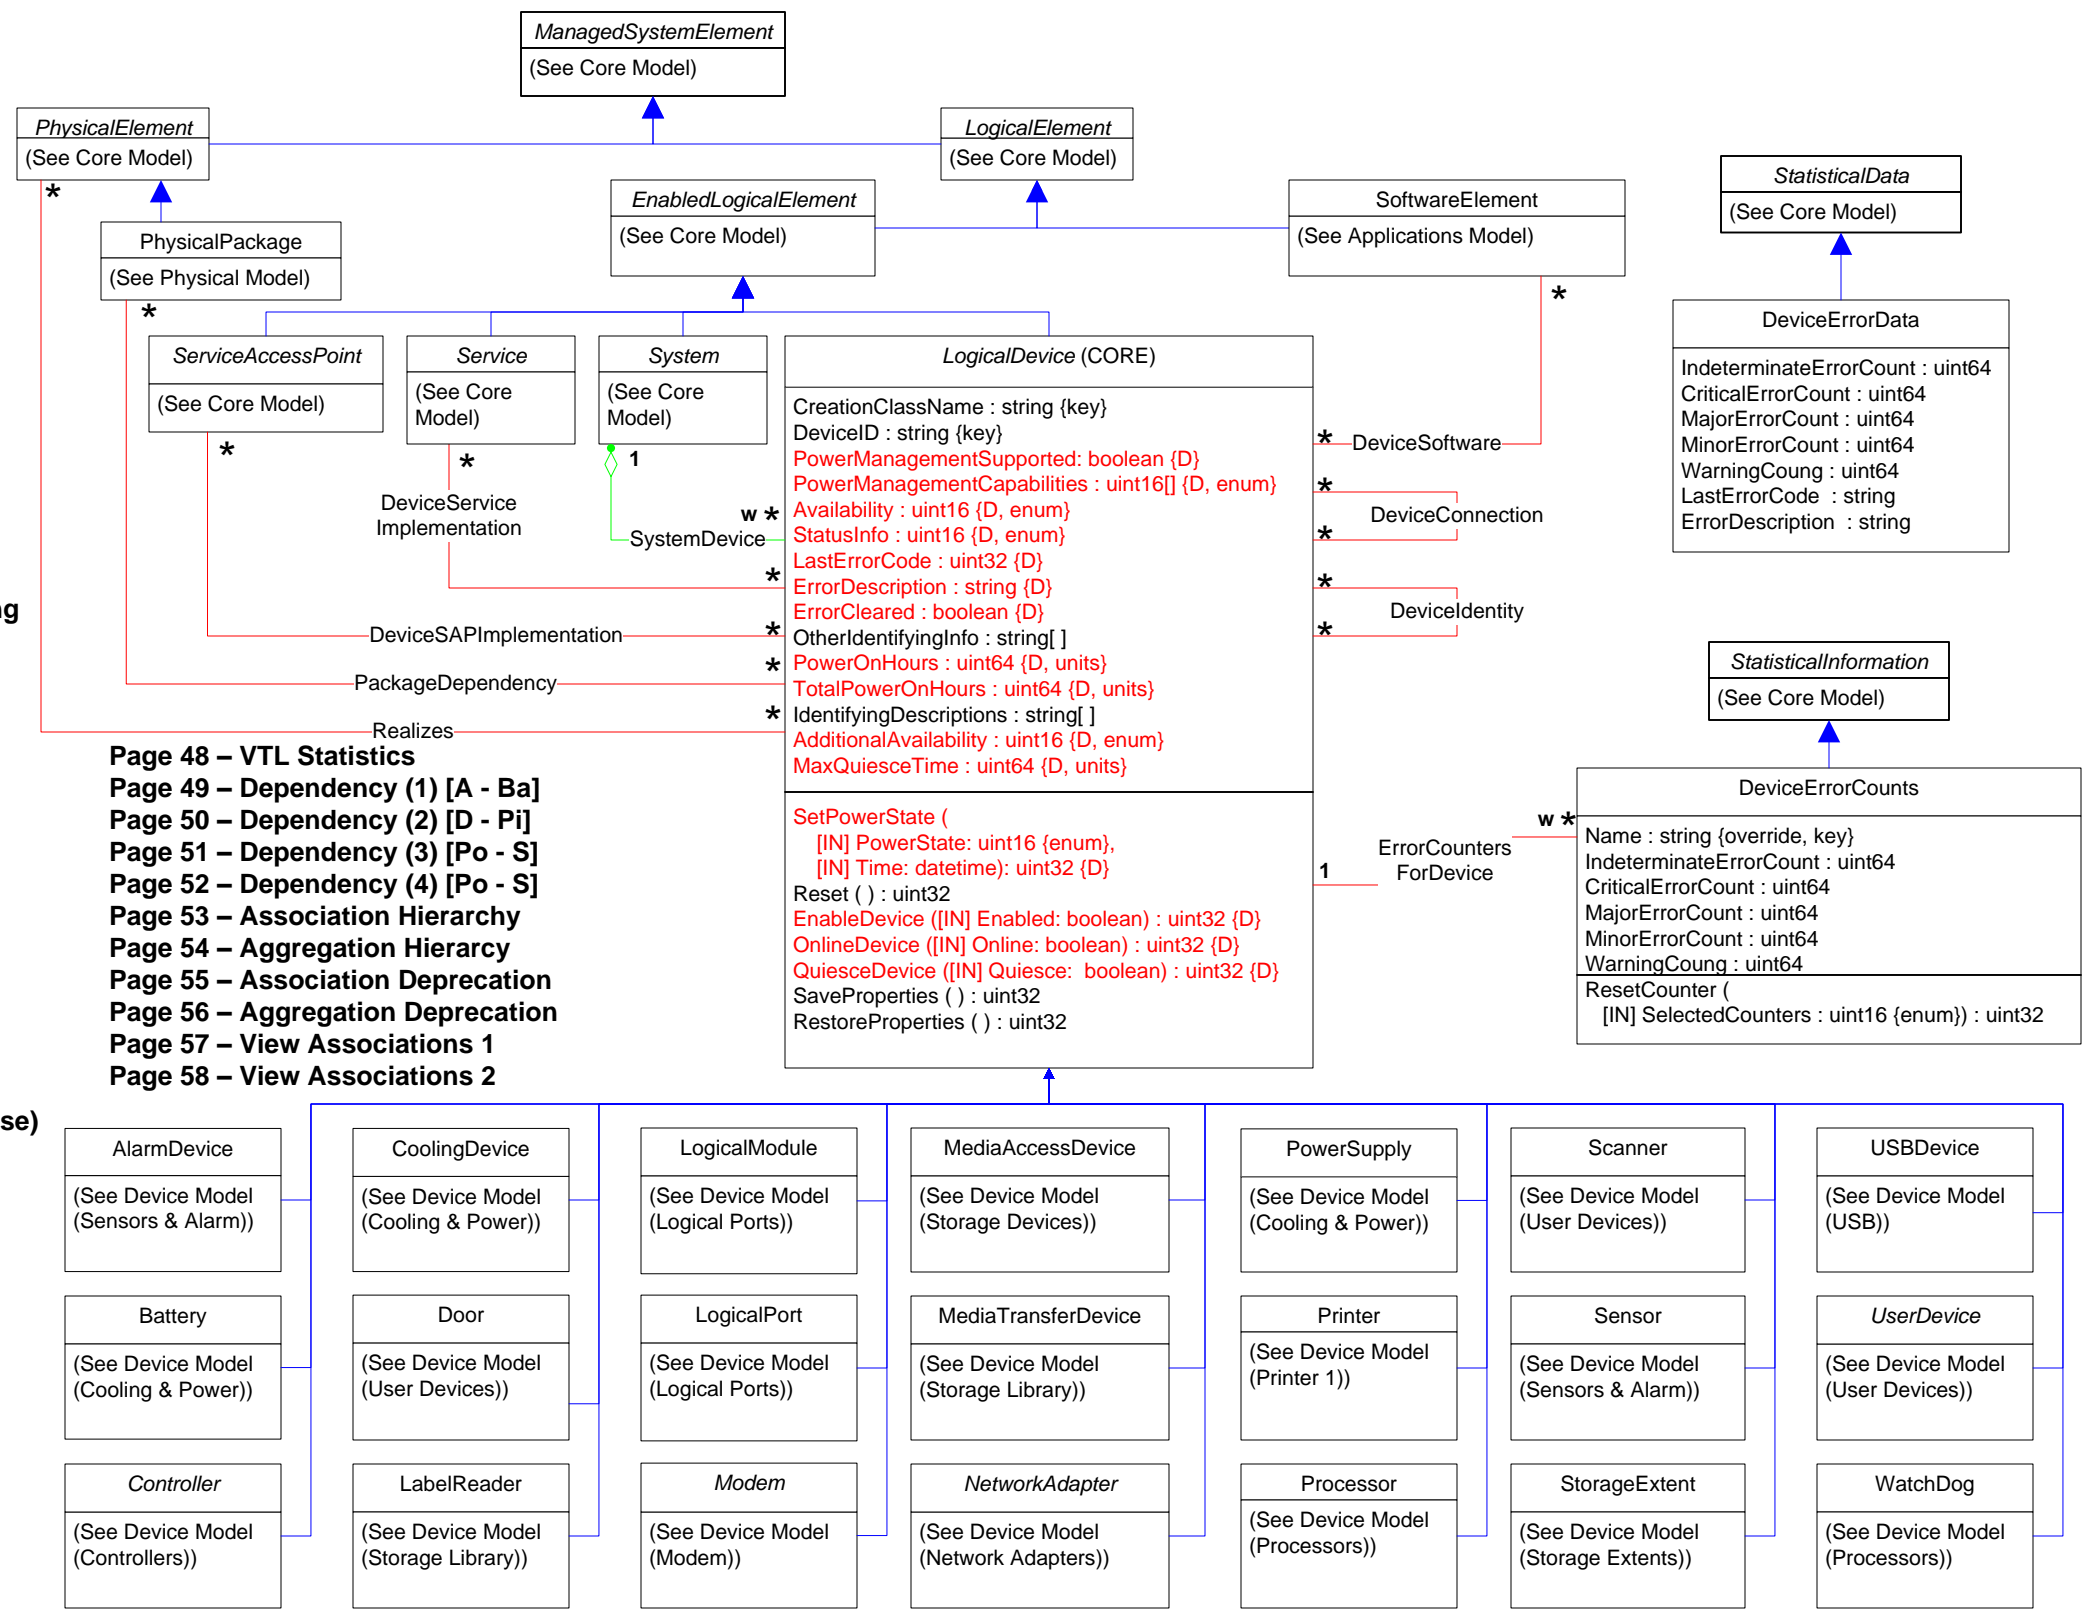 ManagedSystemElement
(See Core Model)
PhysicalElement
(See Core Model)
LogicalElement
(See Core Model)
*
PhysicalPackage
(See Physical Model)
*
EnabledLogicalElement
(See Core Model)
SoftwareElement
(See Applications Model)
*
StatisticalData
(See Core Model)
DeviceErrorData
IndeterminateErrorCount : uint64
CriticalErrorCount : uint64
MajorErrorCount : uint64
MinorErrorCount : uint64
WarningCoung : uint64
LastErrorCode : string
ErrorDescription : string
ServiceAccessPoint
(See Core Model)
*
Service
(See Core
Model)
*
System
(See Core
Model)
1
LogicalDevice (CORE)
CreationClassName : string {key}
DeviceID : string {key}
PowerManagementSupported: boolean {D}
PowerManagementCapabilities : uint16[] {D, enum}
Availability : uint16 {D, enum}
StatusInfo : uint16 {D, enum}
LastErrorCode : uint32 {D}
ErrorDescription : string {D}
ErrorCleared : boolean {D}
OtherIdentifyingInfo : string[ ]
PowerOnHours : uint64 {D, units}
TotalPowerOnHours : uint64 {D, units}
IdentifyingDescriptions : string[ ]
AdditionalAvailability : uint16 {D, enum}
MaxQuiesceTime : uint64 {D, units}
SetPowerState (
[IN] PowerState: uint16 {enum},
[IN] Time: datetime): uint32 {D}
Reset ( ) : uint32
EnableDevice ([IN] Enabled: boolean) : uint32 {D}
OnlineDevice ([IN] Online: boolean) : uint32 {D}
QuiesceDevice ([IN] Quiesce: boolean) : uint32 {D}
SaveProperties ( ) : uint32
RestoreProperties ( ) : uint32
DeviceService
Implementation
*
w *
SystemDevice
DeviceSAPImplementation
*
PackageDependency
*
Realizes
*
* DeviceSoftware
*
DeviceConnection
*
*
DeviceIdentity
*
ng
StatisticalInformation
(See Core Model)
DeviceErrorCounts
Name : string {override, key}
IndeterminateErrorCount : uint64
CriticalErrorCount : uint64
MajorErrorCount : uint64
MinorErrorCount : uint64
WarningCoung : uint64
ResetCounter (
[IN] SelectedCounters : uint16 {enum}) : uint32
w *
ErrorCounters
ForDevice
1
Page 48 – VTL Statistics
Page 49 – Dependency (1) [A - Ba]
Page 50 – Dependency (2) [D - Pi]
Page 51 – Dependency (3) [Po - S]
Page 52 – Dependency (4) [Po - S]
Page 53 – Association Hierarchy
Page 54 – Aggregation Hierarcy
Page 55 – Association Deprecation
Page 56 – Aggregation Deprecation
Page 57 – View Associations 1
Page 58 – View Associations 2
se)
AlarmDevice
(See Device Model
(Sensors & Alarm))
CoolingDevice
(See Device Model
(Cooling & Power))
LogicalModule
(See Device Model
(Logical Ports))
MediaAccessDevice
(See Device Model
(Storage Devices))
PowerSupply
(See Device Model
(Cooling & Power))
Scanner
(See Device Model
(User Devices))
USBDevice
(See Device Model
(USB))
Battery
(See Device Model
(Cooling & Power))
Door
(See Device Model
(User Devices))
LogicalPort
(See Device Model
(Logical Ports))
MediaTransferDevice
(See Device Model
(Storage Library))
Printer
(See Device Model
(Printer 1))
Sensor
(See Device Model
(Sensors & Alarm))
UserDevice
(See Device Model
(User Devices))
Controller
(See Device Model
(Controllers))
LabelReader
(See Device Model
(Storage Library))
Modem
(See Device Model
(Modem))
NetworkAdapter
(See Device Model
(Network Adapters))
Processor
(See Device Model
(Processors))
StorageExtent
(See Device Model
(Storage Extents))
WatchDog
(See Device Model
(Processors))